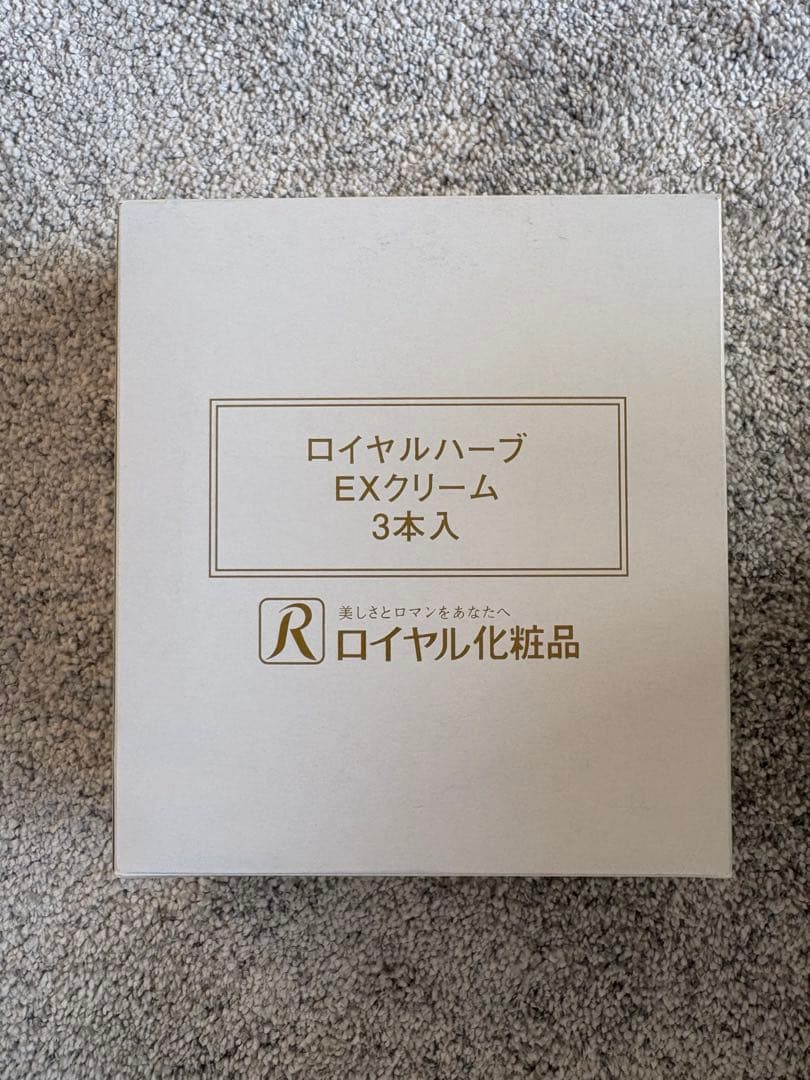 ロイヤルハーブ
EXクリーム
3本入
R
美しさとロマンをあなたへ
ロイヤル化粧品